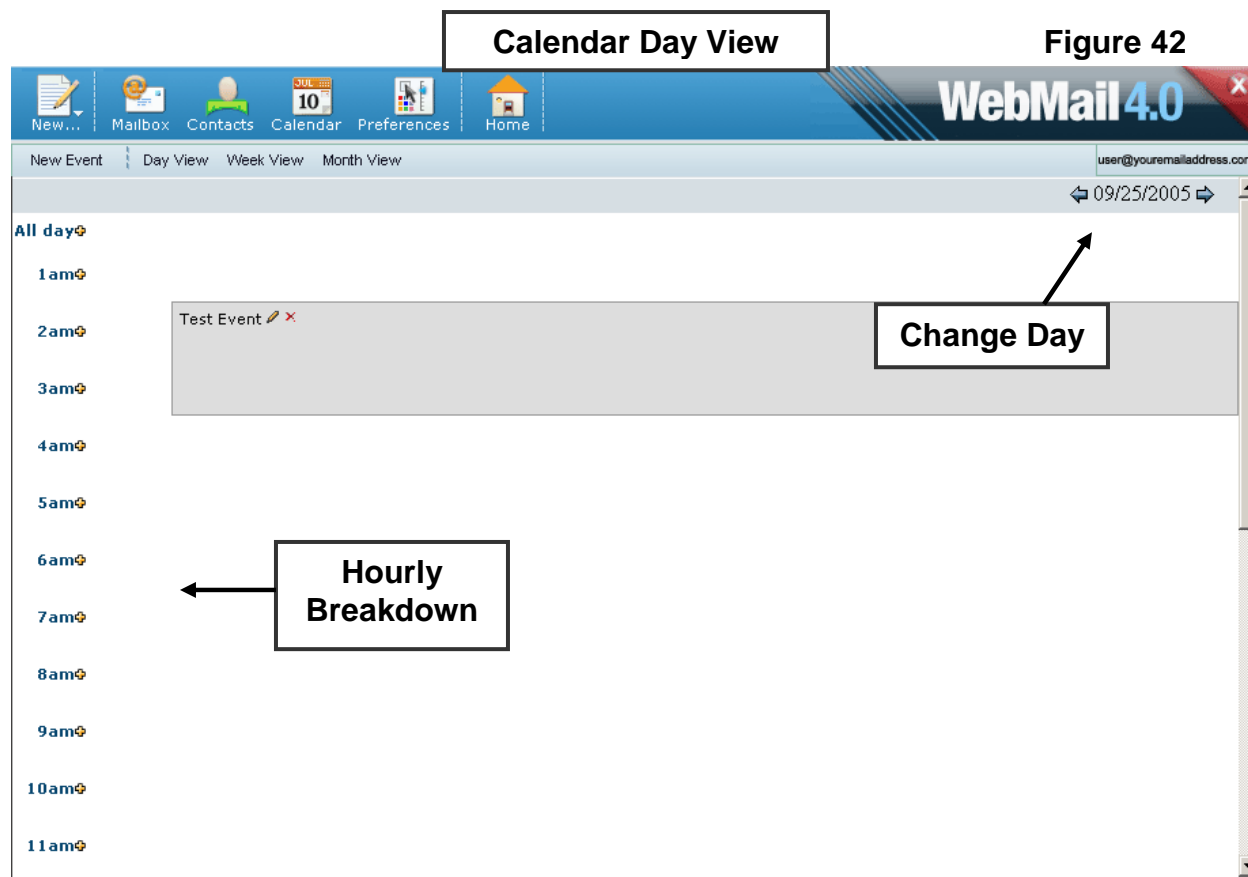 Calendar Day View
Figure 42
JUL
10
WebMail 4.0
New... Mailbox Contacts Calendar Preferences Home
New Event Day View Week View Month View
user@youremailaddress.com
09/25/2005
All day
1am
Test Event
2am
Change Day
3am
4am
5am
6am
Hourly
Breakdown
7am
8am
9am
10am
11am